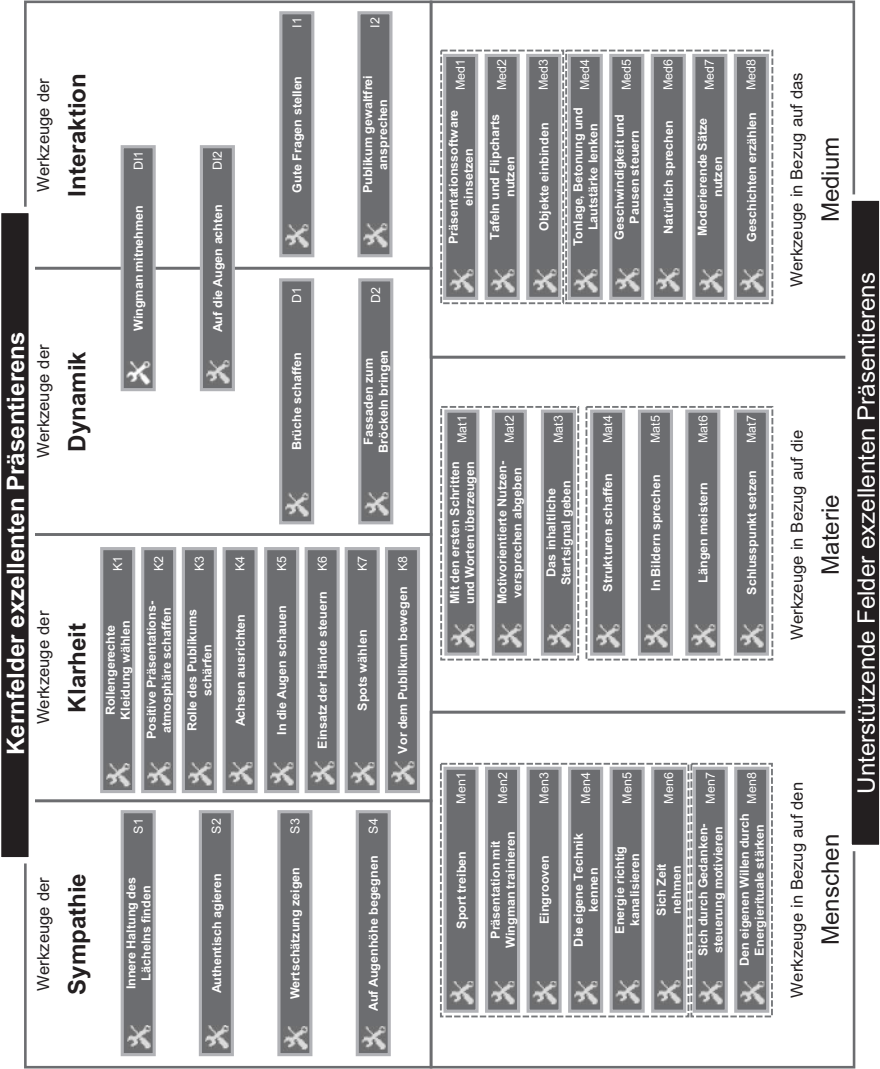 Kernfelder exzellenten Präsentierens
Werkzeuge der
Sympathie
Innere Haltung des
Lächelns finden
S1
Authentisch agieren
S2
Wertschätzung zeigen
S3
Auf Augenhöhe begegnen
S4
Werkzeuge der
Klarheit
Rollengerechte
Kleidung wählen
K1
Positive Präsentations-
atmosphäre schaffen
K2
Rolle des Publikums
schärfen
K3
Achsen ausrichten
K4
In die Augen schauen
K5
Einsatz der Hände steuern
K6
Spots wählen
K7
Vor dem Publikum bewegen
K8
Werkzeuge der
Dynamik
Werkzeuge der
Interaktion
Wingman mitnehmen
DI1
Auf die Augen achten
DI2
Brüche schaffen
D1
Fassaden zum
Bröckeln bringen
D2
Gute Fragen stellen
I1
Publikum gewaltfrei
ansprechen
I2
Sport treiben
Men1
Präsentation mit
Wingman trainieren
Men2
Eingrooven
Men3
Die eigene Technik
kennen
Men4
Energie richtig
kanalisieren
Men5
Sich Zeit
nehmen
Men6
Sich durch Gedanken-
steuerung motivieren
Men7
Den eigenen Willen durch
Energierituale stärken
Men8
Werkzeuge in Bezug auf den
Menschen
Mit den ersten Schritten
und Worten überzeugen
Mat1
Motivorientierte Nutzen-
versprechen abgeben
Mat2
Das inhaltliche
Startsignal geben
Mat3
Strukturen schaffen
Mat4
In Bildern sprechen
Mat5
Längen meistern
Mat6
Schlusspunkt setzen
Mat7
Werkzeuge in Bezug auf die
Materie
Präsentationssoftware
einsetzen
Med1
Tafeln und Flipcharts
nutzen
Med2
Objekte einbinden
Med3
Tonlage, Betonung und
Lautstärke lenken
Med4
Geschwindigkeit und
Pausen steuern
Med5
Natürlich sprechen
Med6
Moderierende Sätze
nutzen
Med7
Geschichten erzählen
Med8
Werkzeuge in Bezug auf das
Medium
Unterstützende Felder exzellenten Präsentierens